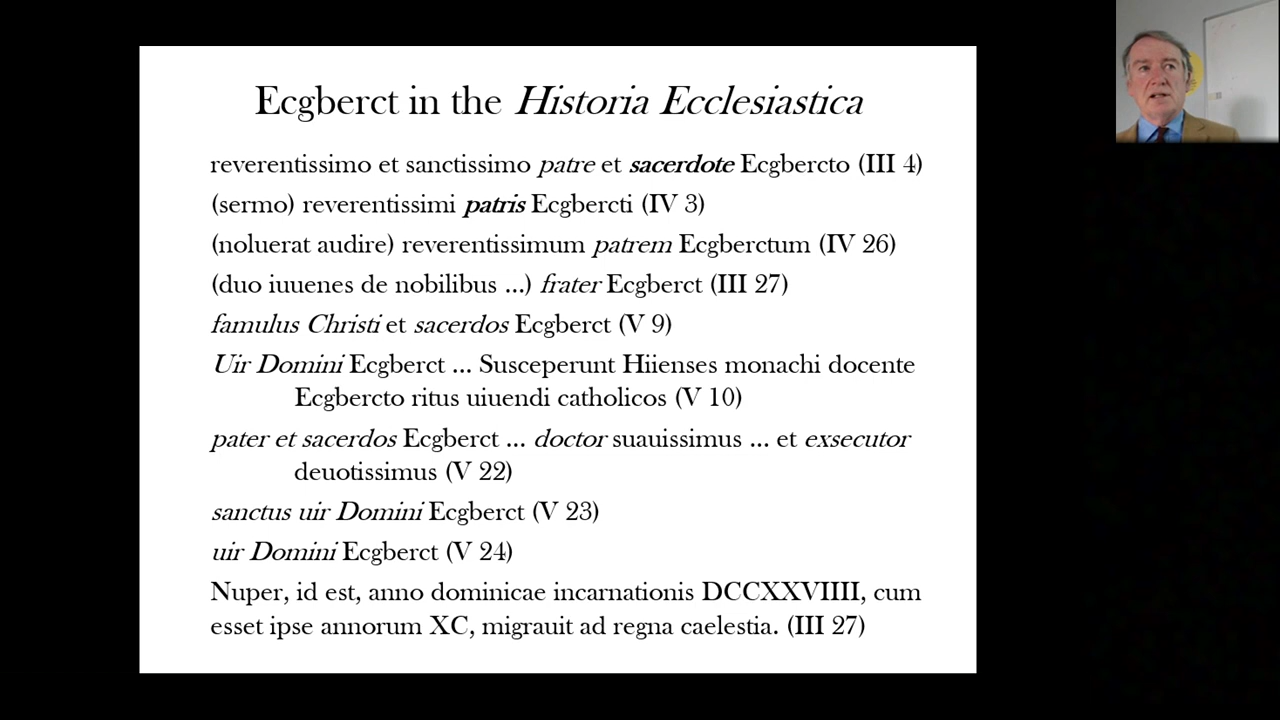 Ecgberct in the Historia Ecclesiastica
reverentissimo et sanctissimo patre et sacerdote Ecgbercto (III 4)
(sermo) reverentissimi patris Ecgbercti (IV 3)
(noluerat audire) reverentissimum patrem Ecgberctum (IV 26)
(duo iuuenes de nobilibus ...) frater Ecgberct (III 27)
famulus Christi et sacerdos Ecgberct (V 9)
Uir Domini Ecgberct ... Susceperunt Hiienses monachi docente
Ecgbercto ritus uiuendi catholicos (V 10)
pater et sacerdos Ecgberct ... doctor suauissimus ... et exsecutor
deuotissimus (V 22)
sanctus uir Domini Ecgberct (V 23)
uir Domini Ecgberct (V 24)
Nuper, id est, anno dominicae incarnationis DCCXXVIIII, cum
esset ipse annorum XC, migrauit ad regna caelestia. (III 27)